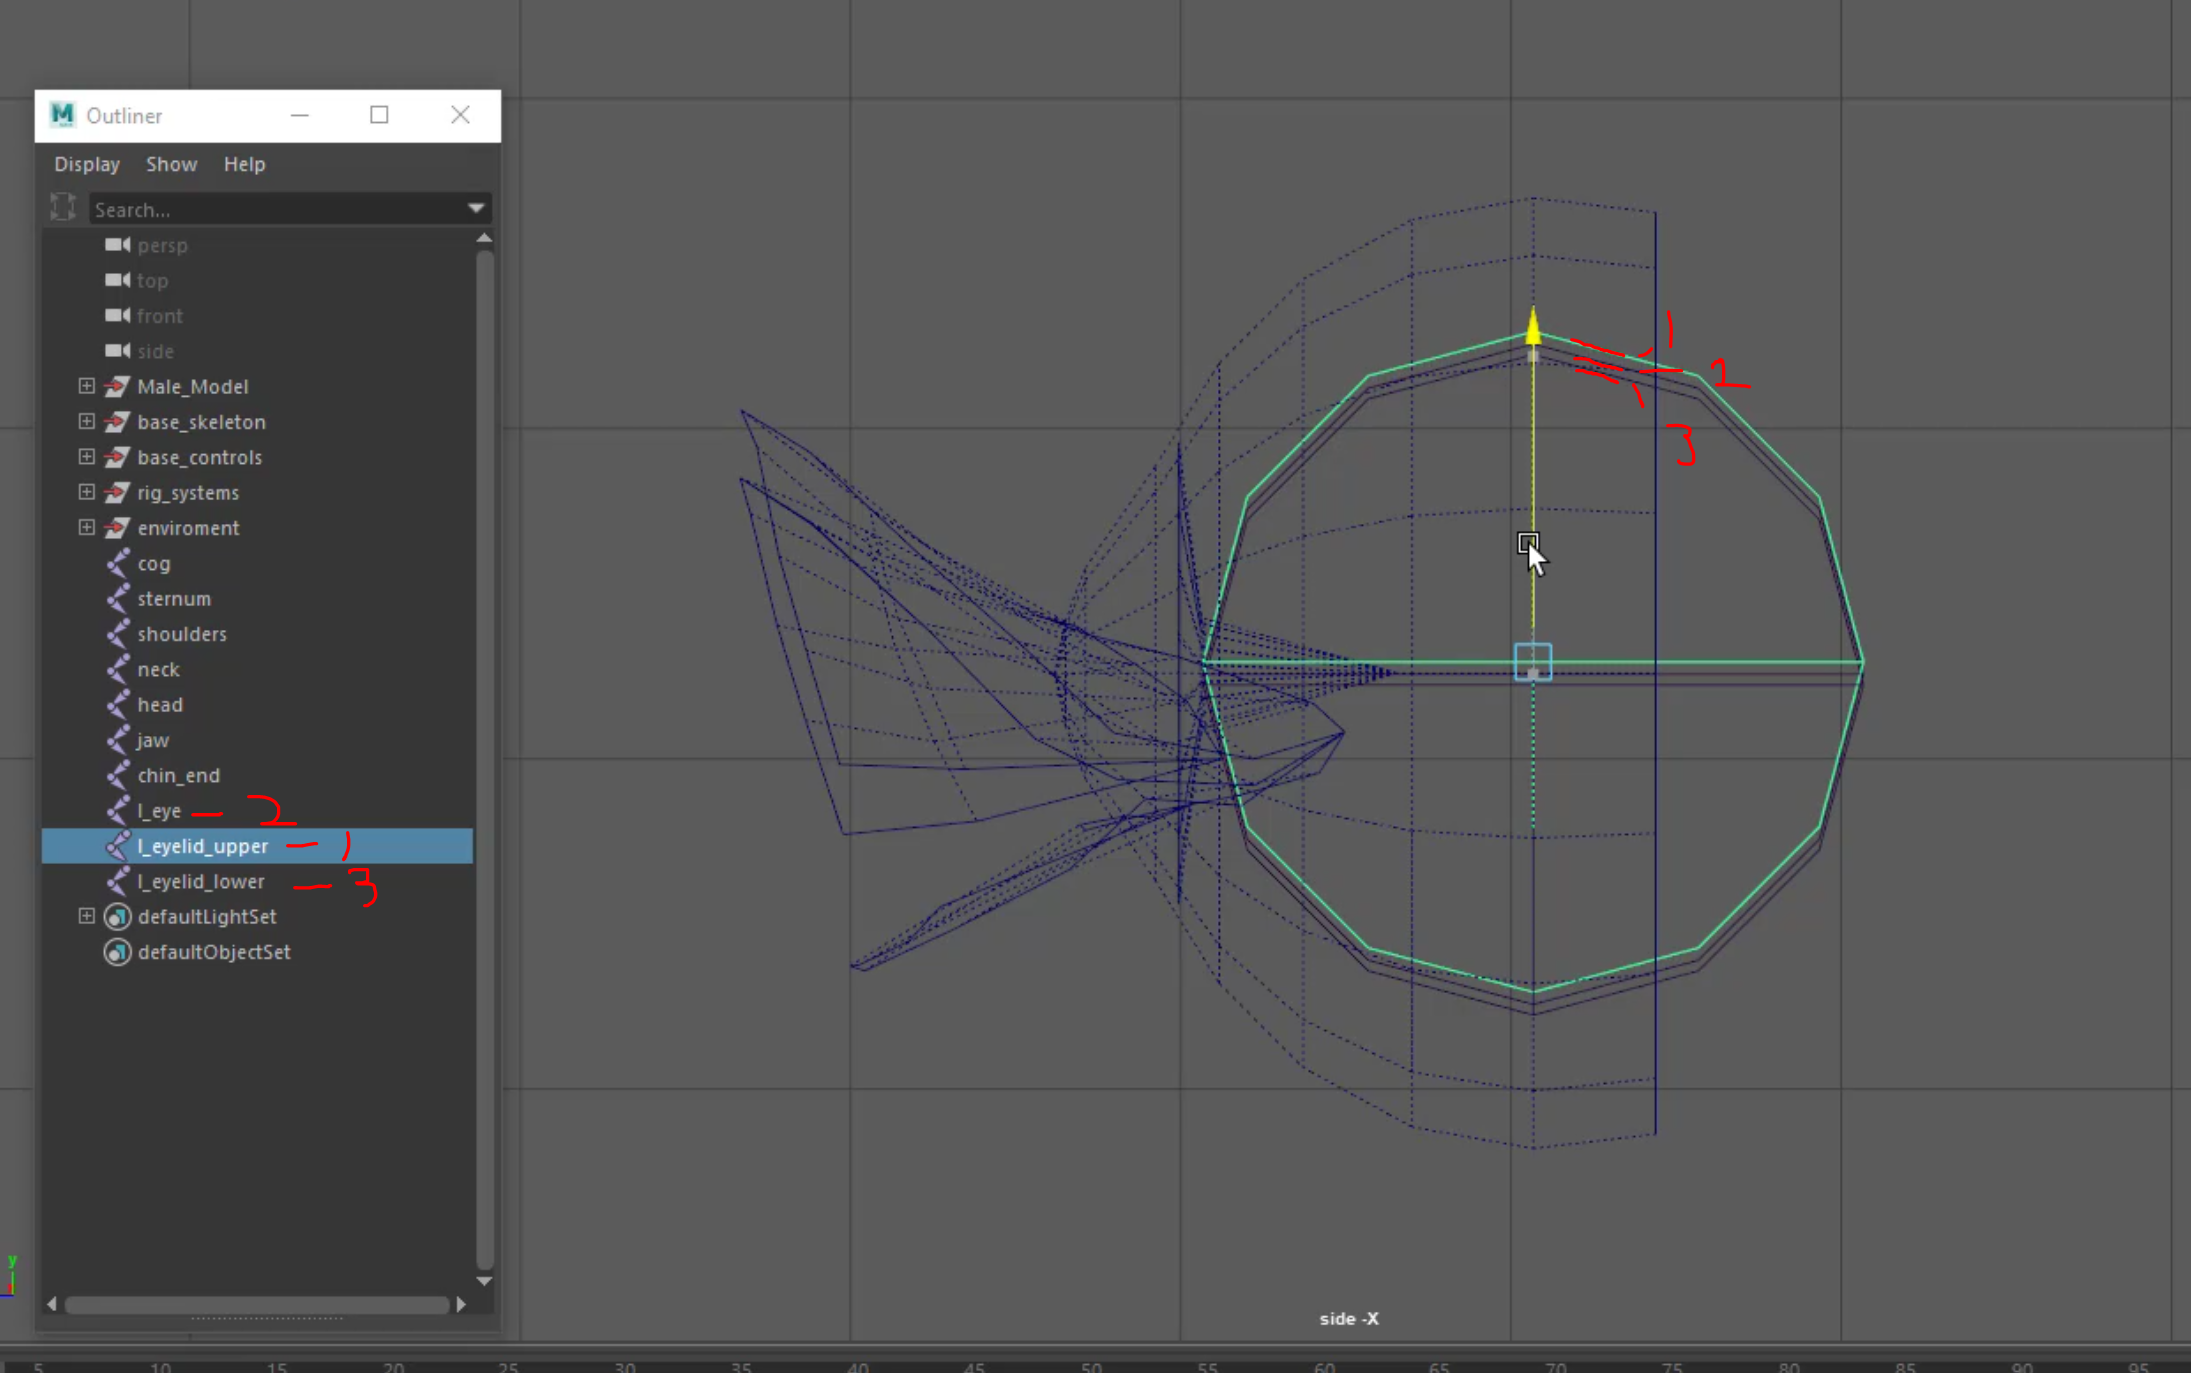 Outliner
Display Show Help
Search...
persp
top
front
side
Male_Model
base_skeleton
base_controls
rig_systems
enviroment
cog
sternum
shoulders
neck
head
jaw
chin_end
l_eye - 2
l_eyelid_upper - 1
l_eyelid_lower - 3
defaultLightSet
defaultObjectSet
1
2
3
y
side -X
5 10 15 20 25 30 35 40 45 50 55 60 65 70 75 80 85 90 95